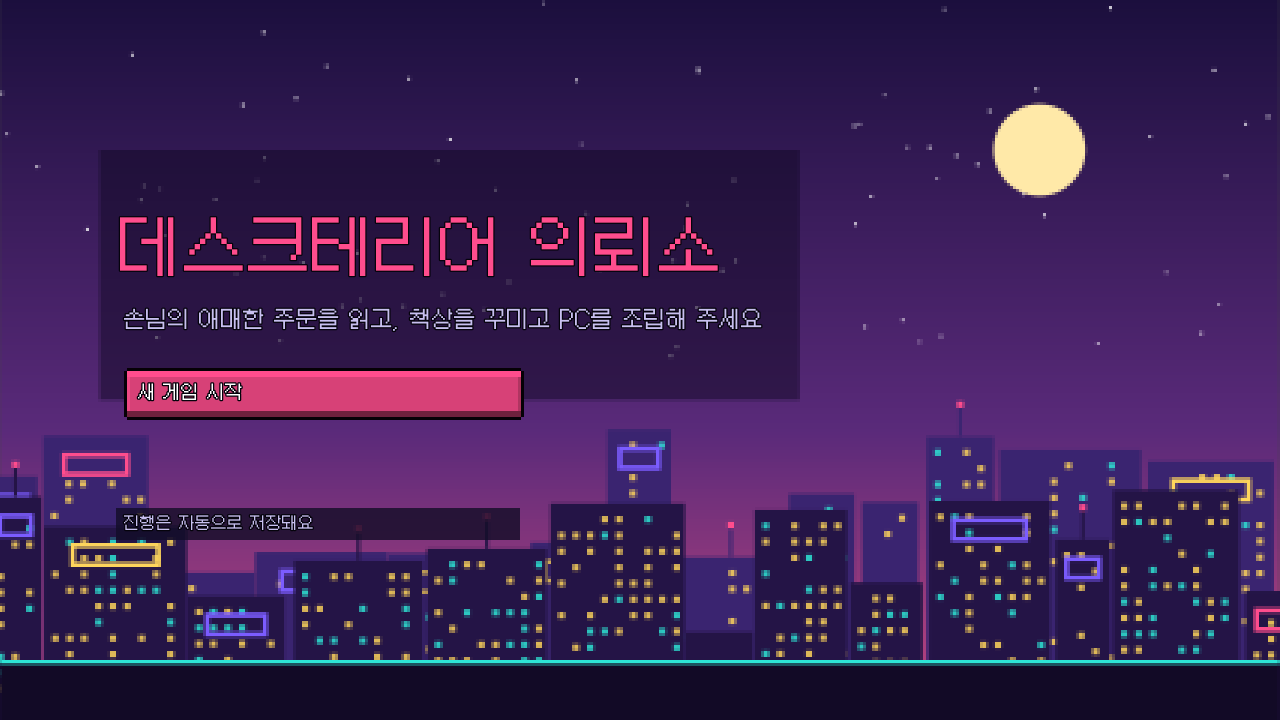 데스크테리어 의뢰소
손님의 애매한 주문을 읽고, 책상을 꾸미고 PC를 조립해 주세요
새 게임 시작
진행은 자동으로 저장돼요